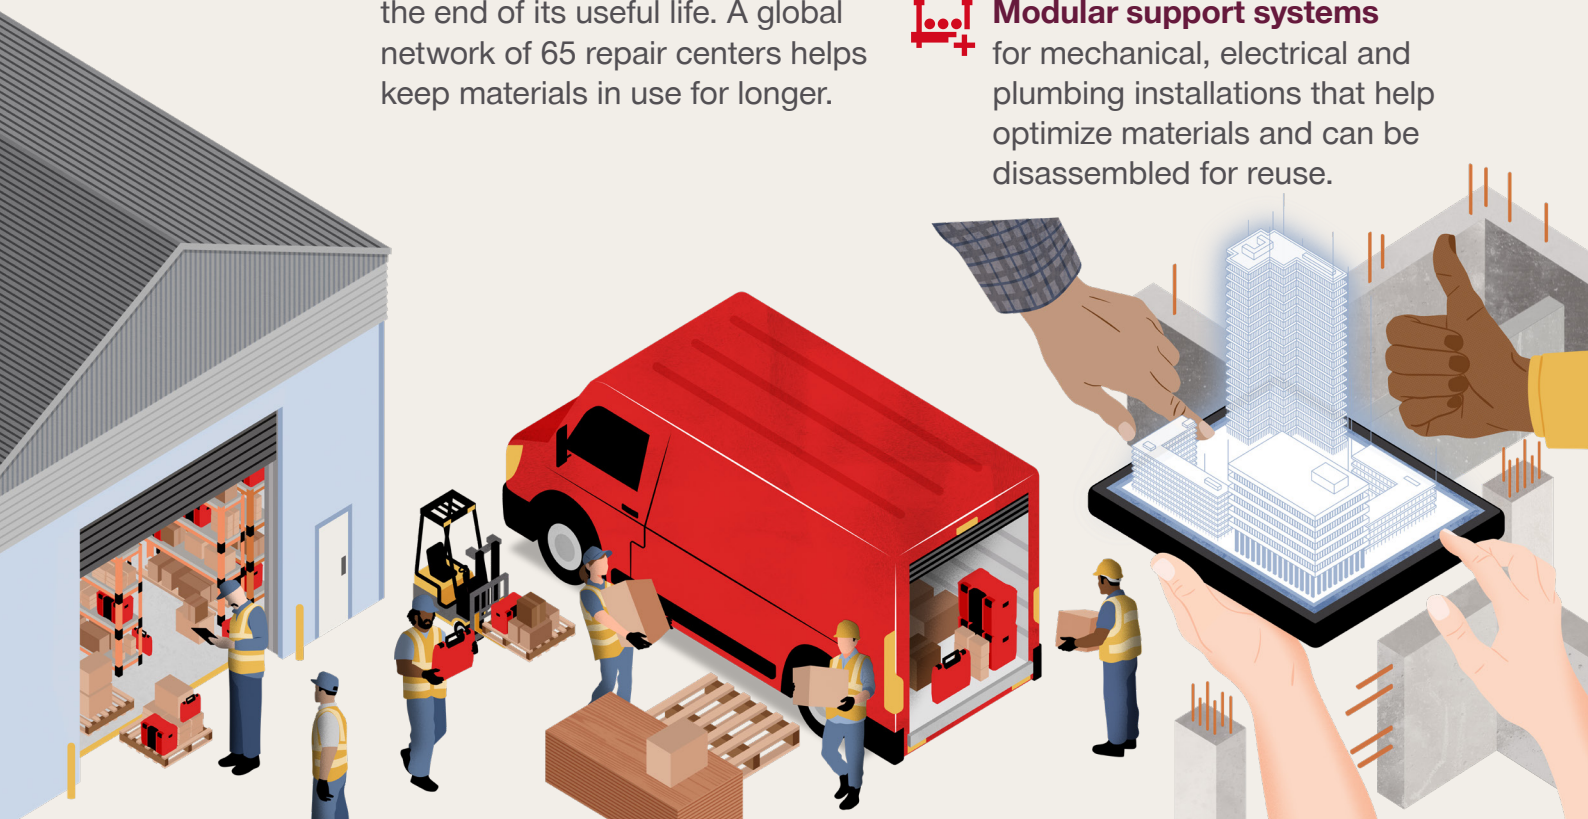 the end of its useful life. A global
network of 65 repair centers helps
keep materials in use for longer.
Modular support systems
for mechanical, electrical and
plumbing installations that help
optimize materials and can be
disassembled for reuse.